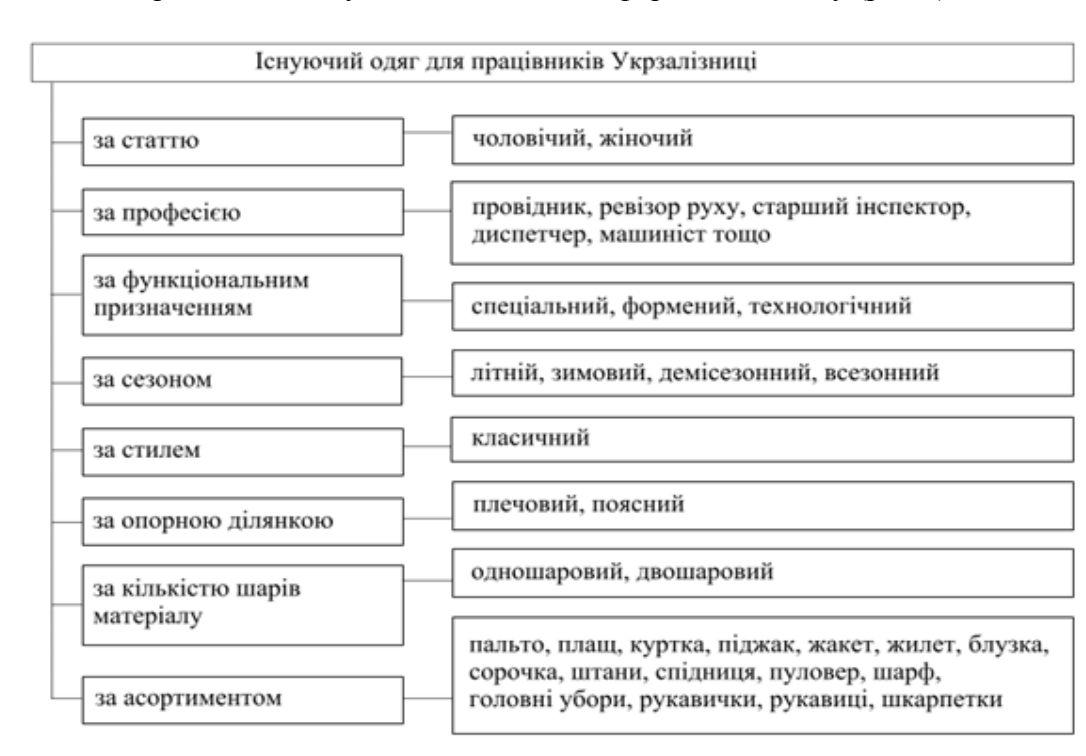 Існуючий одяг для працівників Укрзалізниці
за статтю
чоловічий, жіночий
за професією
провідник, ревізор руху, старший інспектор,
диспетчер, машиніст тощо
за функціональним
призначенням
спеціальний, формений, технологічний
за сезоном
літній, зимовий, демісезонний, всезонний
за стилем
класичний
за опорною ділянкою
плечовий, поясний
за кількістю шарів
матеріалу
одношаровий, двошаровий
за асортиментом
пальто, плащ, куртка, піджак, жакет, жилет, блузка,
сорочка, штани, спідниця, пуловер, шарф,
головні убори, рукавички, рукавиці, шкарпетки